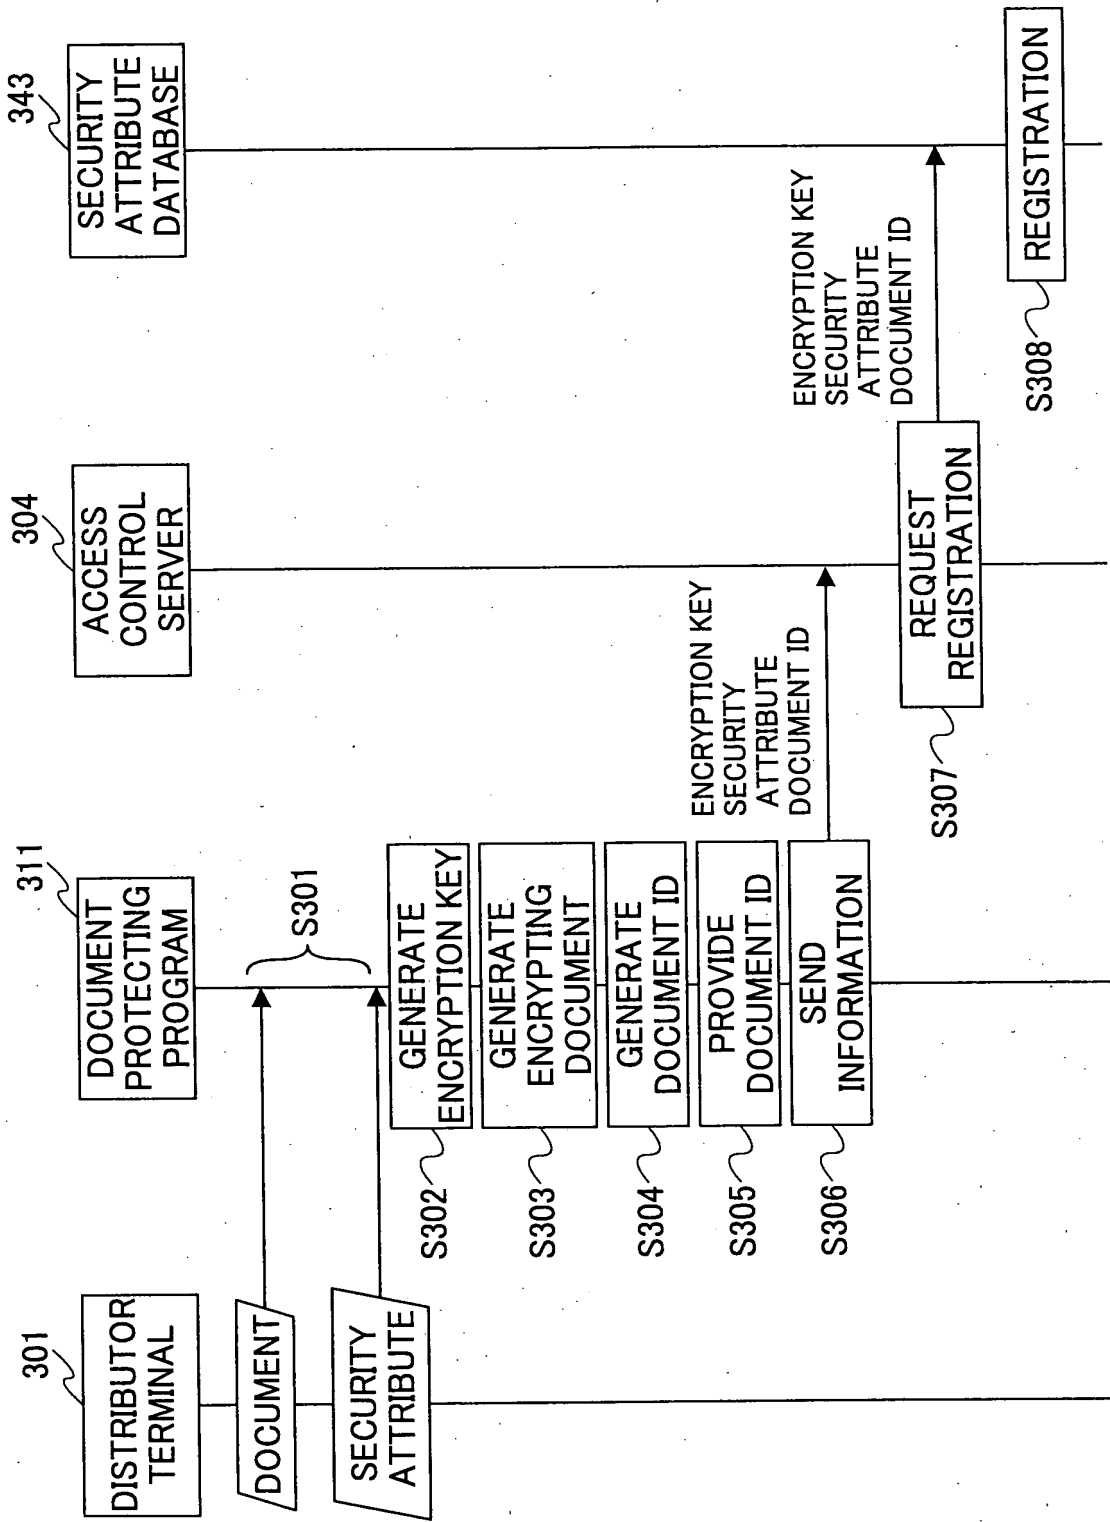 301
DISTRIBUTOR
TERMINAL
311
DOCUMENT
PROTECTING
PROGRAM
304
ACCESS
CONTROL
SERVER
343
SECURITY
ATTRIBUTE
DATABASE
DOCUMENT
SECURITY
ATTRIBUTE
S301
S302
GENERATE
ENCRYPTION KEY
S303
GENERATE
ENCRYPTING
DOCUMENT
S304
GENERATE
DOCUMENT ID
S305
PROVIDE
DOCUMENT ID
S306
SEND
INFORMATION
ENCRYPTION KEY
SECURITY
ATTRIBUTE
DOCUMENT ID
S307
REQUEST
REGISTRATION
ENCRYPTION KEY
SECURITY
ATTRIBUTE
DOCUMENT ID
S308
REGISTRATION